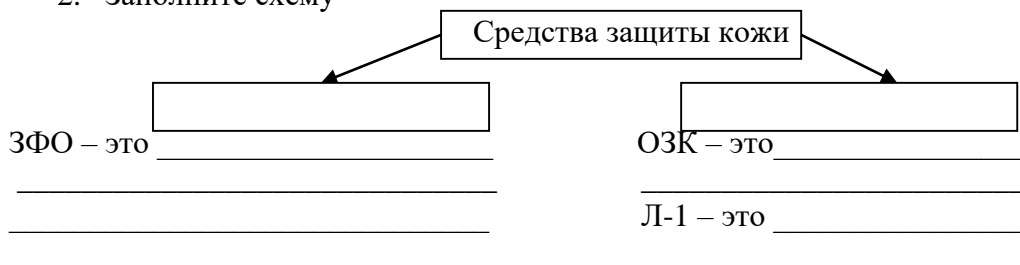 2. Заполните схему
Средства защиты кожи
ЗФО – это ОЗК – это
Л-1 – это